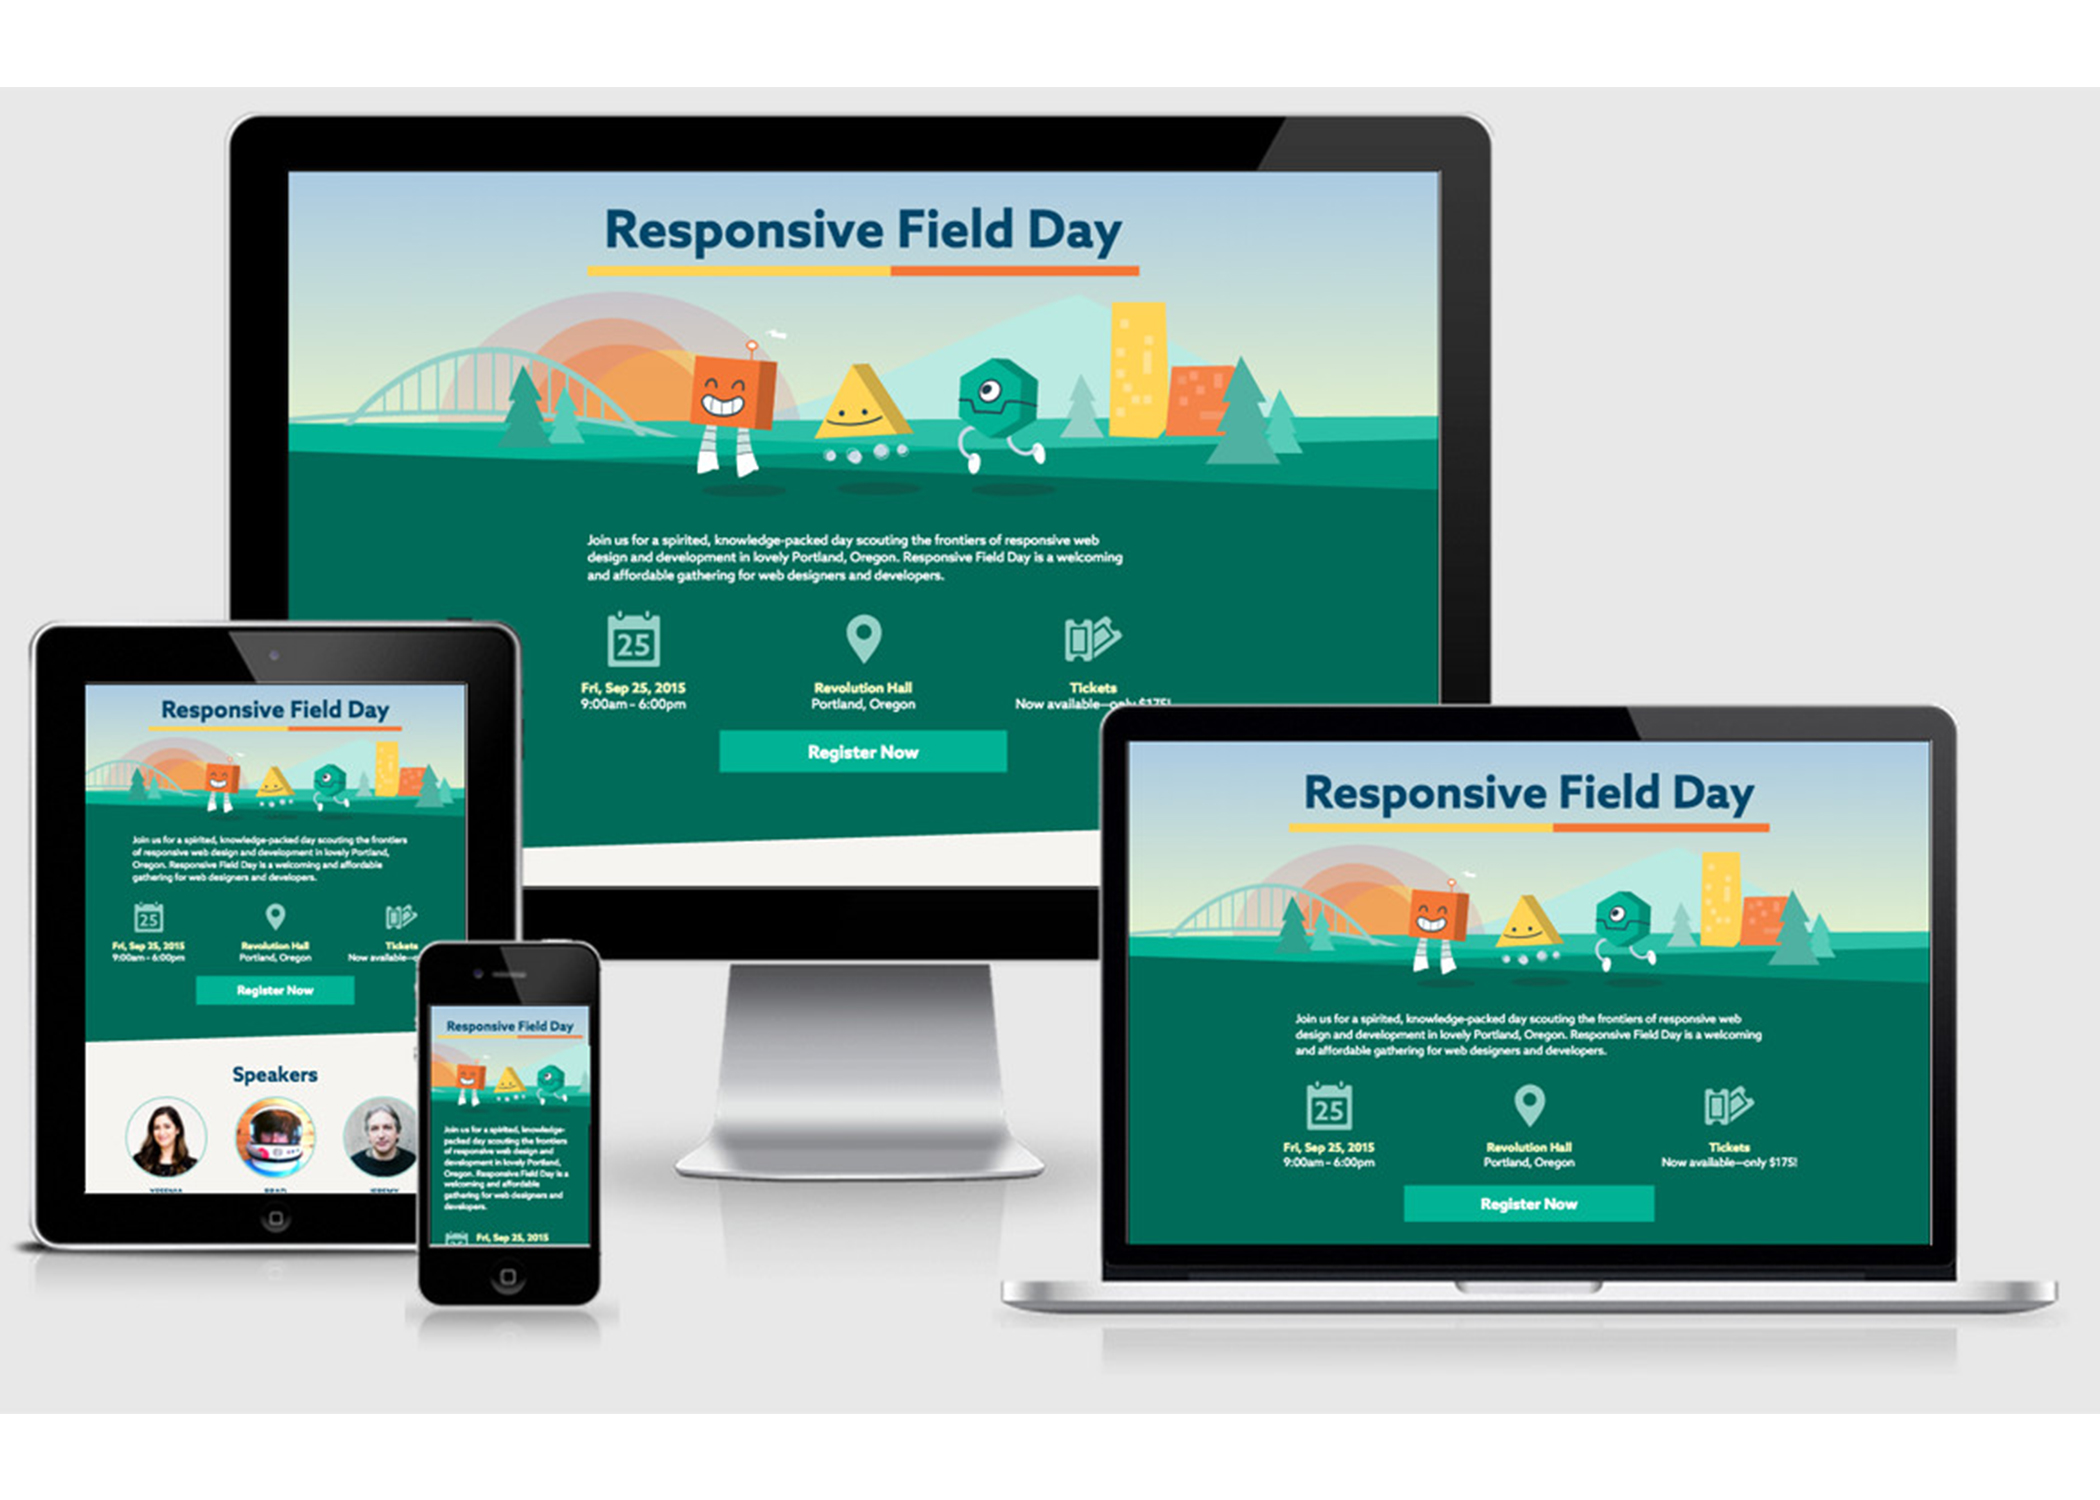 Responsive Field Day
Join us for a spirited, knowledge-packed day scouting the frontiers of responsive web
design and development in lovely Portland, Oregon. Responsive Field Day is a welcoming
and affordable gathering for web designers and developers.
25
Fri, Sep 25, 2015
9:00am – 6:00pm
Revolution Hall
Portland, Oregon
Tickets
Now available—only $175!
Register Now
Responsive Field Day
Join us for a spirited, knowledge-packed day scouting the frontiers
of responsive web design and development in lovely Portland,
Oregon. Responsive Field Day is a welcoming and affordable
gathering for web designers and developers.
25
Fri, Sep 25, 2015
9:00am – 6:00pm
Revolution Hall
Portland, Oregon
Tickets
Now available—
Register Now
Speakers
Responsive Field Day
Join us for a spirited, knowledge-
packed day scouting the frontiers
of responsive web design and
development in lovely Portland,
Oregon. Responsive Field Day is a
welcoming and affordable
gathering for web designers and
developers.
Fri, Sep 25, 2015
Responsive Field Day
Join us for a spirited, knowledge-packed day scouting the frontiers of responsive web
design and development in lovely Portland, Oregon. Responsive Field Day is a welcoming
and affordable gathering for web designers and developers.
25
Fri, Sep 25, 2015
9:00am – 6:00pm
Revolution Hall
Portland, Oregon
Tickets
Now available—only $175!
Register Now